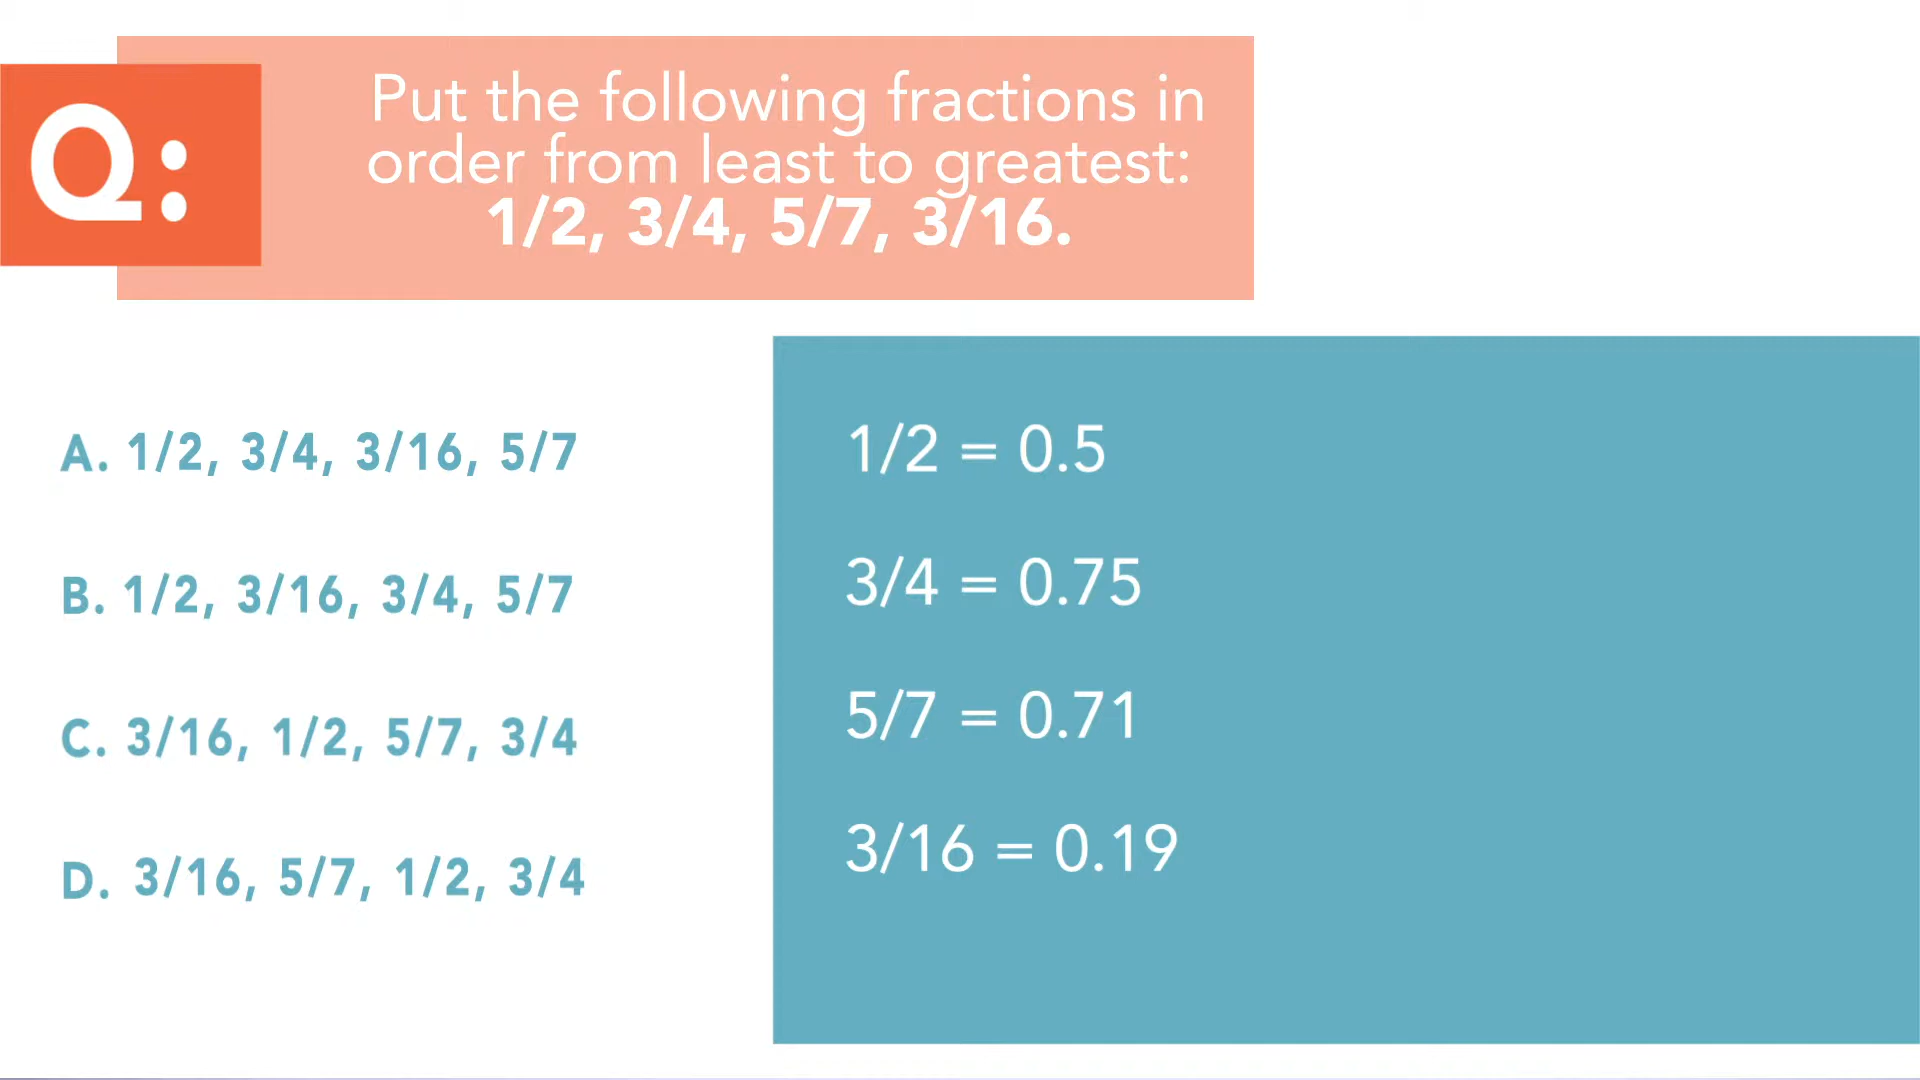 Q:
Put the following fractions in
order from least to greatest:
1/2, 3/4, 5/7, 3/16.
A. 1/2, 3/4, 3/16, 5/7
B. 1/2, 3/16, 3/4, 5/7
C. 3/16, 1/2, 5/7, 3/4
D. 3/16, 5/7, 1/2, 3/4
1/2 = 0.5
3/4 = 0.75
5/7 = 0.71
3/16 = 0.19